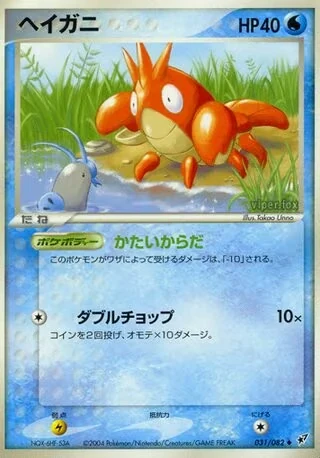 ヘイガニ HP40
viper.fox
Illus.Takao Unno
たね
ポケボディー かたいからだ
このポケモンがワザによって受けるダメージは、「-10」される。
ダブルチョップ 10×
コインを2回投げ、オモテ×10ダメージ。
弱点 抵抗力 にげる
NQX-6HF-53A ©2004 Pokémon/Nintendo/Creatures/GAME FREAK 031/082